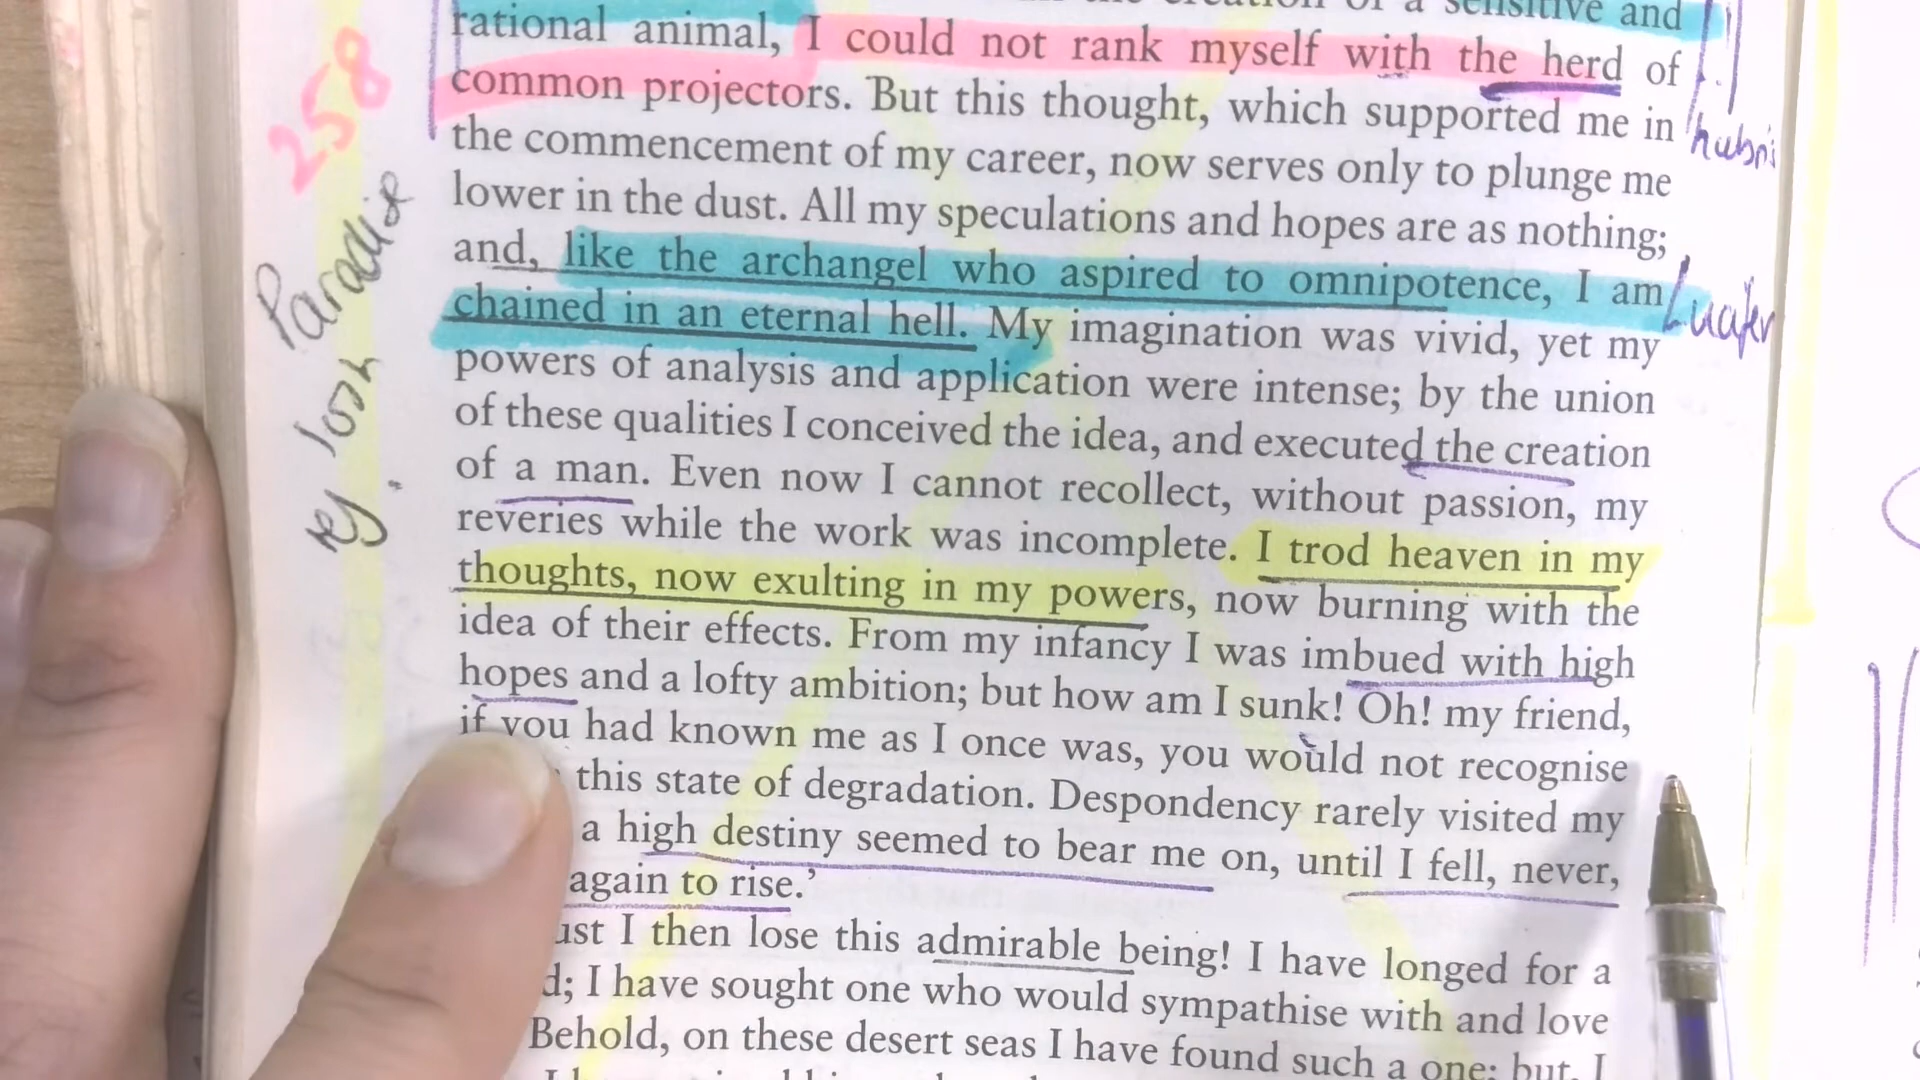 creation of a sensitive and
rational animal, I could not rank myself with the herd of
common projectors. But this thought, which supported me in
the commencement of my career, now serves only to plunge me
lower in the dust. All my speculations and hopes are as nothing;
and, like the archangel who aspired to omnipotence, I am
chained in an eternal hell. My imagination was vivid, yet my
powers of analysis and application were intense; by the union
of these qualities I conceived the idea, and executed the creation
of a man. Even now I cannot recollect, without passion, my
reveries while the work was incomplete. I trod heaven in my
thoughts, now exulting in my powers, now burning with the
idea of their effects. From my infancy I was imbued with high
hopes and a lofty ambition; but how am I sunk! Oh! my friend,
if you had known me as I once was, you would not recognise
this state of degradation. Despondency rarely visited my
a high destiny seemed to bear me on, until I fell, never,
again to rise.'
ust I then lose this admirable being! I have longed for a
d; I have sought one who would sympathise with and love
Behold, on these desert seas I have found such a one; but, I
258
Paradise
lost
hubris
Lucifer